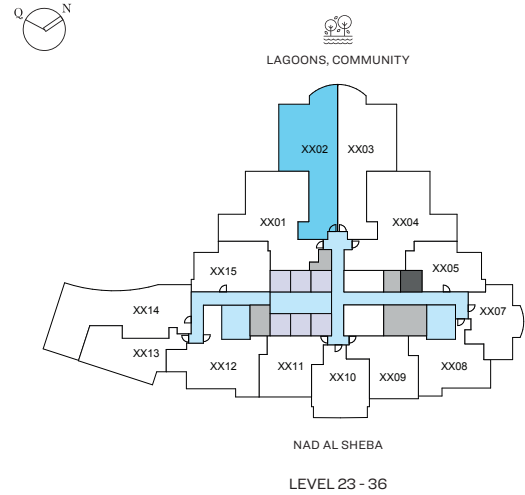 Q N
LAGOONS, COMMUNITY
XX02 XX03
XX01 XX04
XX15 XX05
XX14 XX07
XX13 XX12 XX11 XX10 XX09 XX08
NAD AL SHEBA
LEVEL 23 - 36